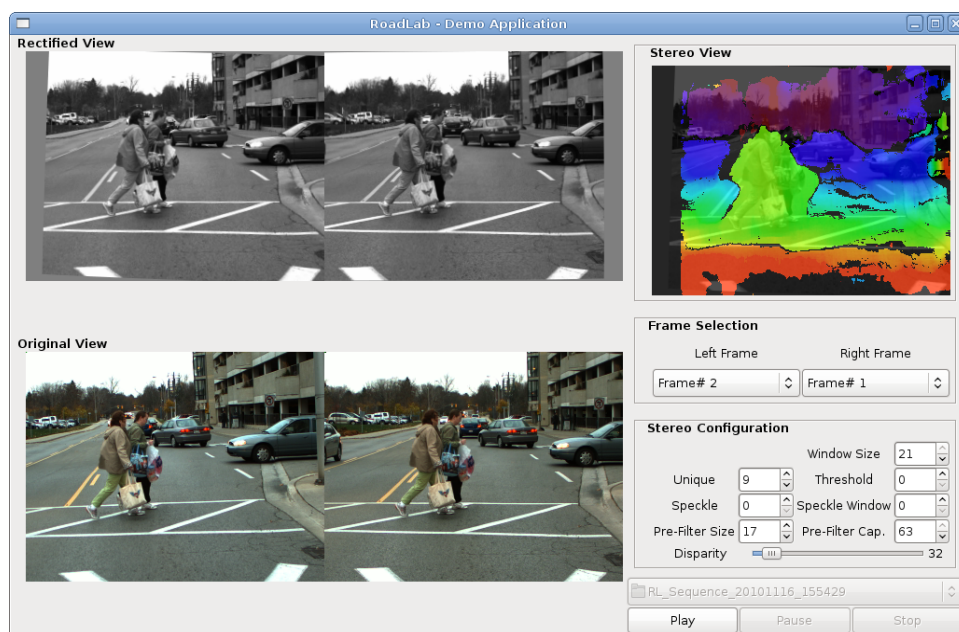 RoadLab - Demo Application
Rectified View
Stereo View
Frame Selection
Left Frame
Right Frame
Frame# 2
Frame# 1
Original View
Stereo Configuration
Window Size 21
Unique 9 Threshold 0
Speckle 0 Speckle Window 0
Pre-Filter Size 17 Pre-Filter Cap. 63
Disparity 32
RL_Sequence_20101116_155429
Play Pause Stop